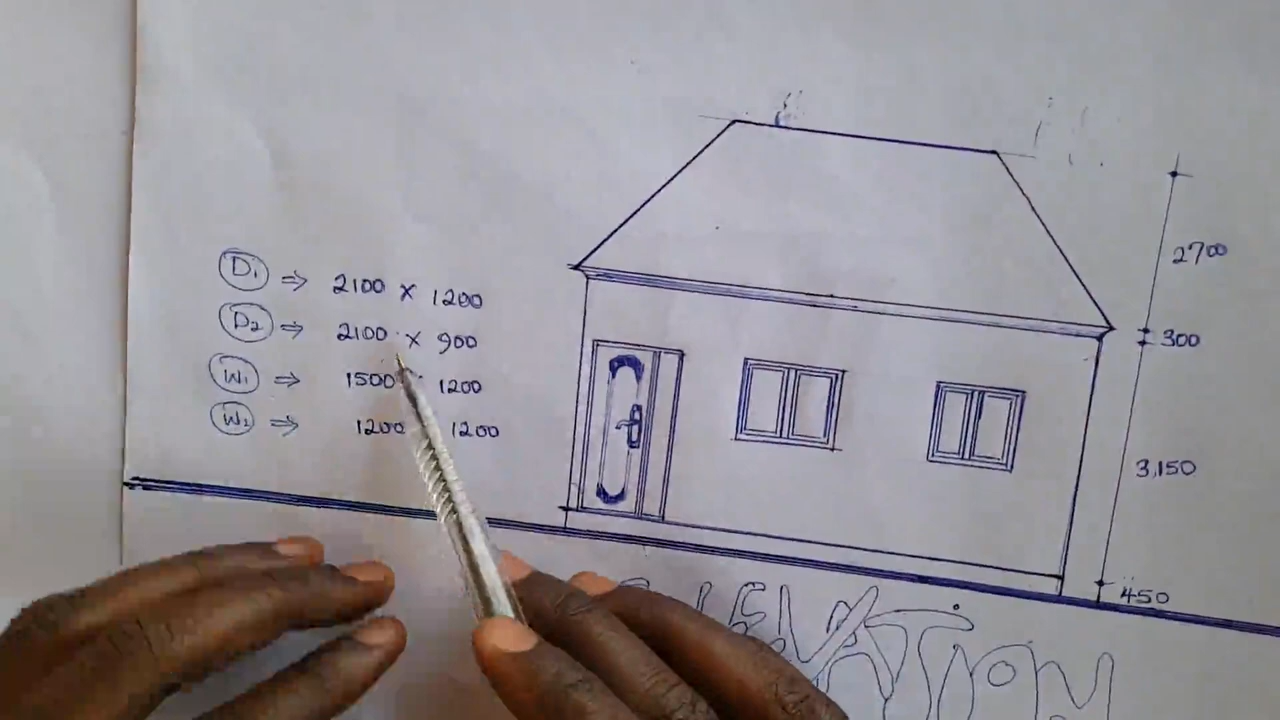 D1 ⇒ 2100 × 1200
D2 ⇒ 2100 × 900
W1 ⇒ 1500 1200
W2 ⇒ 1200 1200
2700
300
3,150
450
ELEVATION